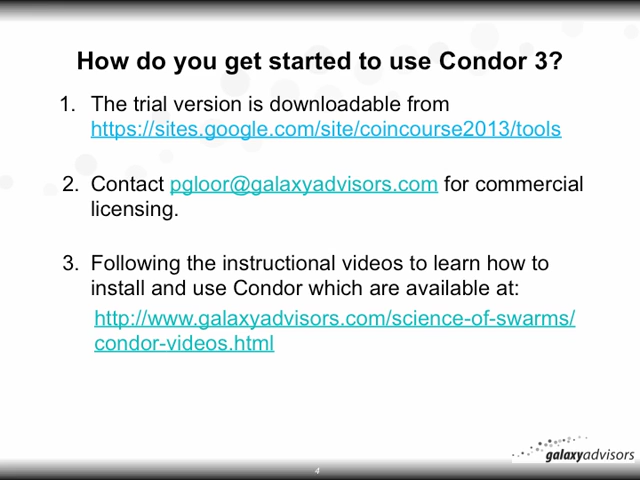 How do you get started to use Condor 3?
1. The trial version is downloadable from
https://sites.google.com/site/coincourse2013/tools
2. Contact pgloor@galaxyadvisors.com for commercial
licensing.
3. Following the instructional videos to learn how to
install and use Condor which are available at:
http://www.galaxyadvisors.com/science-of-swarms/
condor-videos.html
galaxyadvisors
4